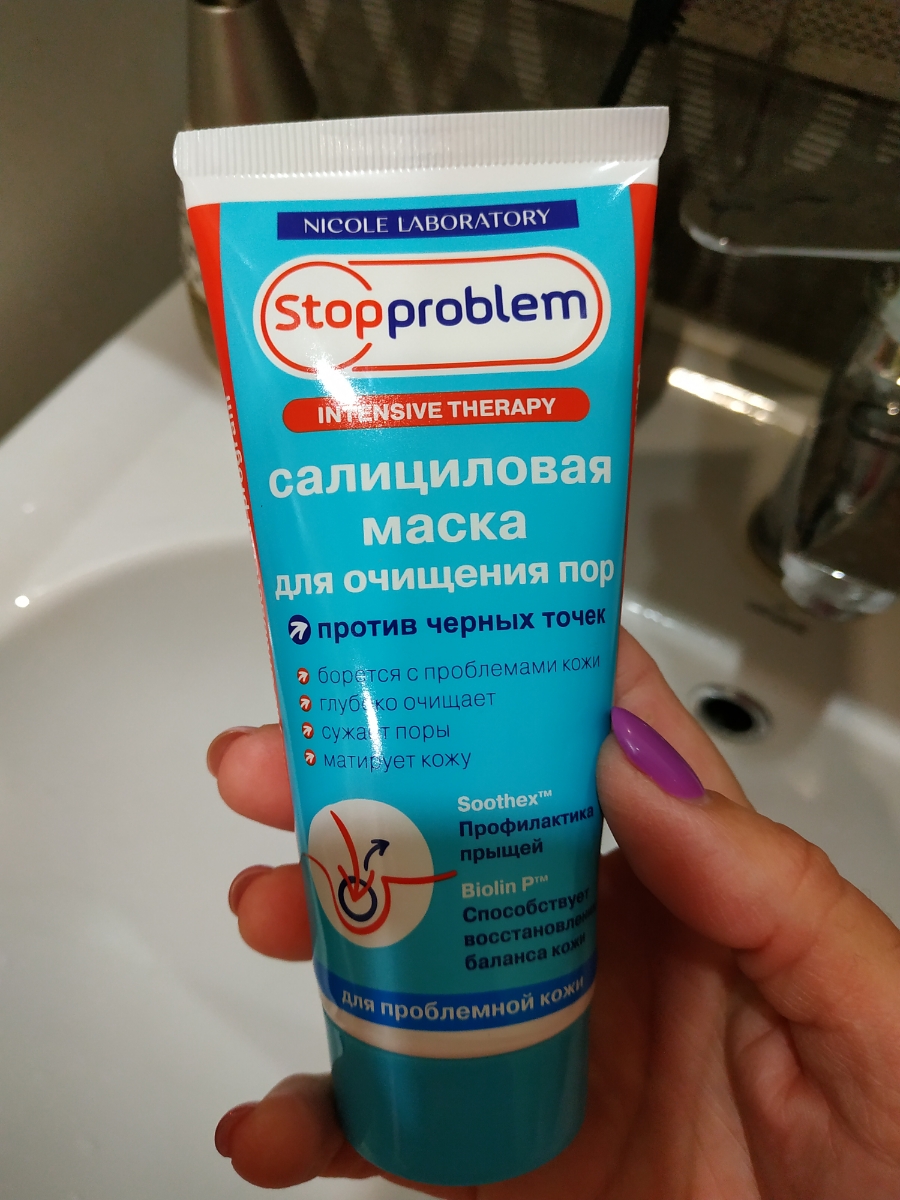 NICOLE LABORATORY
Stopproblem
INTENSIVE THERAPY
салициловая
маска
для очищения пор
против черных точек
борется с проблемами кожи
глубоко очищает
сужает поры
матирует кожу
Soothex™
Профилактика
прыщей
Biolin P™
Способствует
восстановлен
баланса кожи
для проблемной кожи